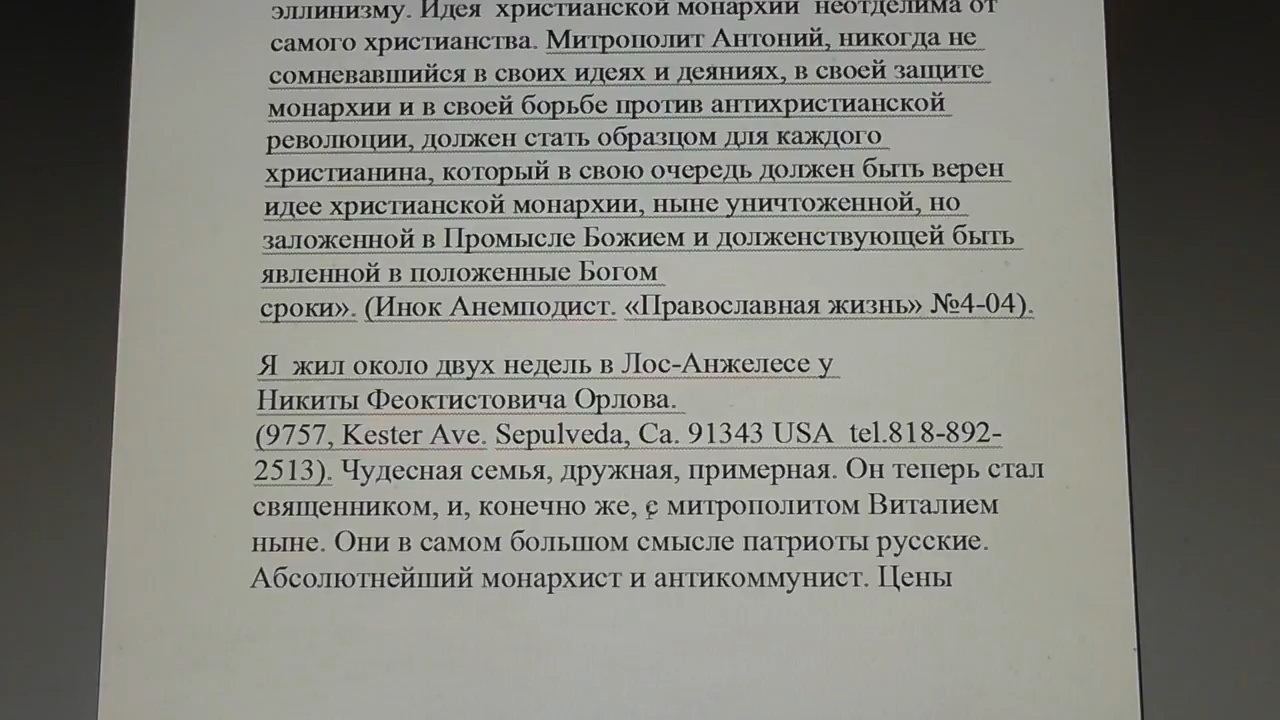 эллинизму. Идея христианской монархии неотделима от
самого христианства. Митрополит Антоний, никогда не
сомневавшийся в своих идеях и деяниях, в своей защите
монархии и в своей борьбе против антихристианской
революции, должен стать образцом для каждого
христианина, который в свою очередь должен быть верен
идее христианской монархии, ныне уничтоженной, но
заложенной в Промысле Божием и долженствующей быть
явленной в положенные Богом
сроки». (Инок Анемподист. «Православная жизнь» №4-04).
Я жил около двух недель в Лос-Анжелесе у
Никиты Феоктистовича Орлова.
(9757, Kester Ave. Sepulveda, Ca. 91343 USA tel.818-892-
2513). Чудесная семья, дружная, примерная. Он теперь стал
священником, и, конечно же, с митрополитом Виталием
ныне. Они в самом большом смысле патриоты русские.
Абсолютнейший монархист и антикоммунист. Цены